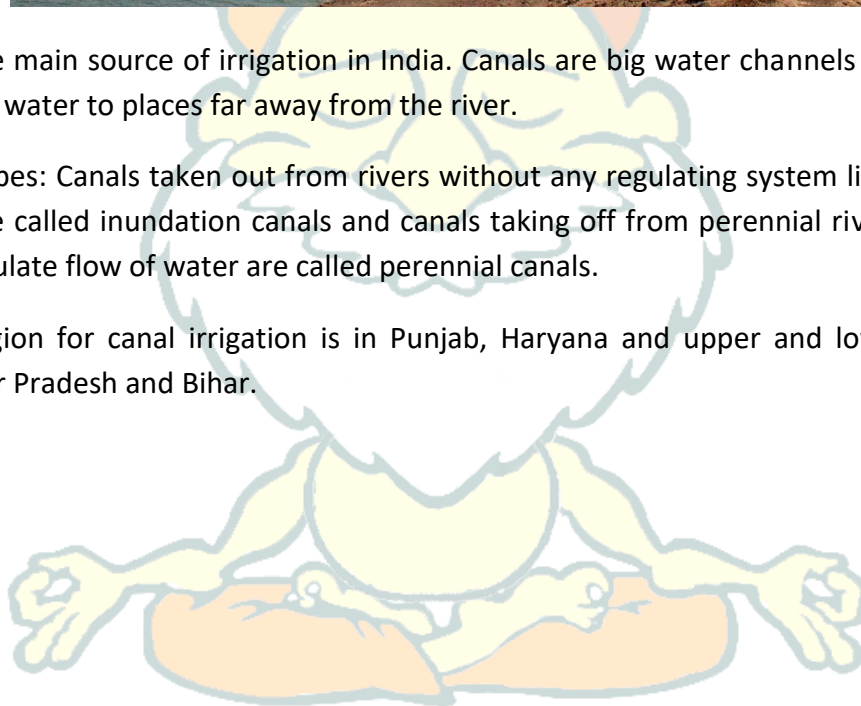 e main source of irrigation in India. Canals are big water channels
water to places far away from the river.
pes: Canals taken out from rivers without any regulating system li
e called inundation canals and canals taking off from perennial riv
ulate flow of water are called perennial canals.
gion for canal irrigation is in Punjab, Haryana and upper and lo
r Pradesh and Bihar.